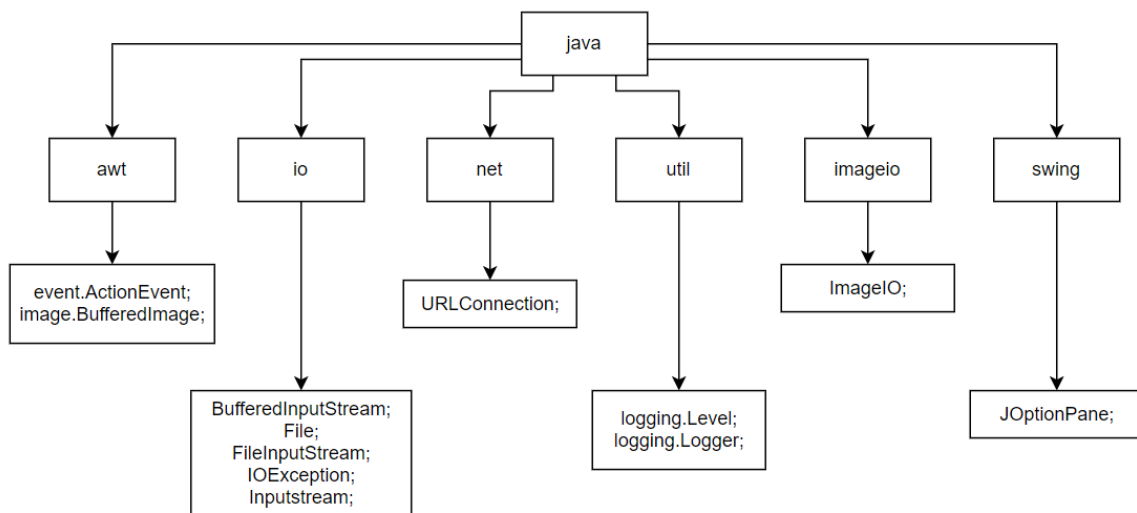 java
awt
io
net
util
imageio
swing
event.ActionEvent;
image.BufferedImage;
URLConnection;
ImageIO;
BufferedInputStream;
File;
FileInputStream;
IOException;
Inputstream;
logging.Level;
logging.Logger;
JOptionPane;